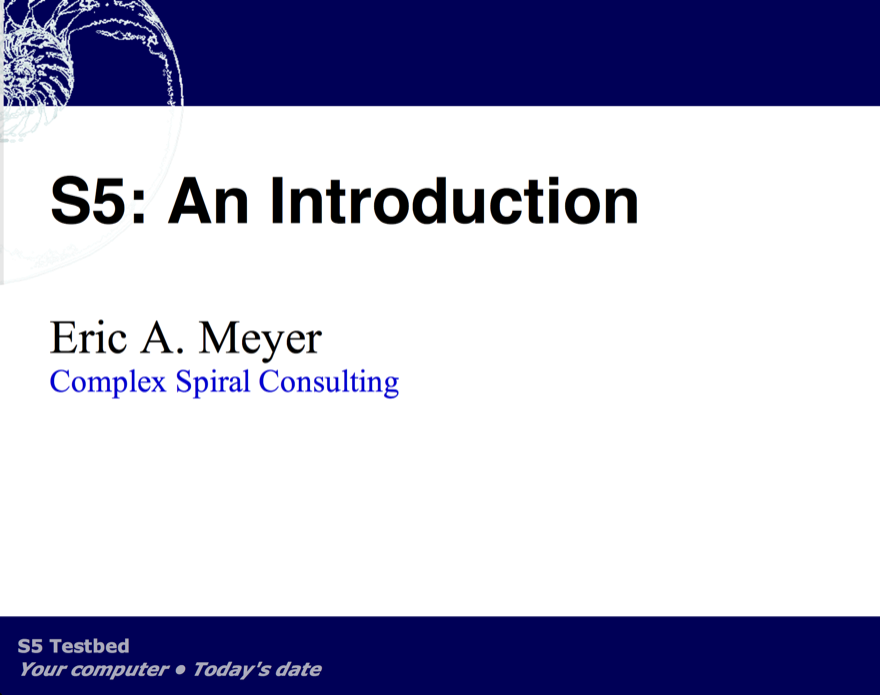 S5: An Introduction
Eric A. Meyer
Complex Spiral Consulting
S5 Testbed
Your computer • Today's date